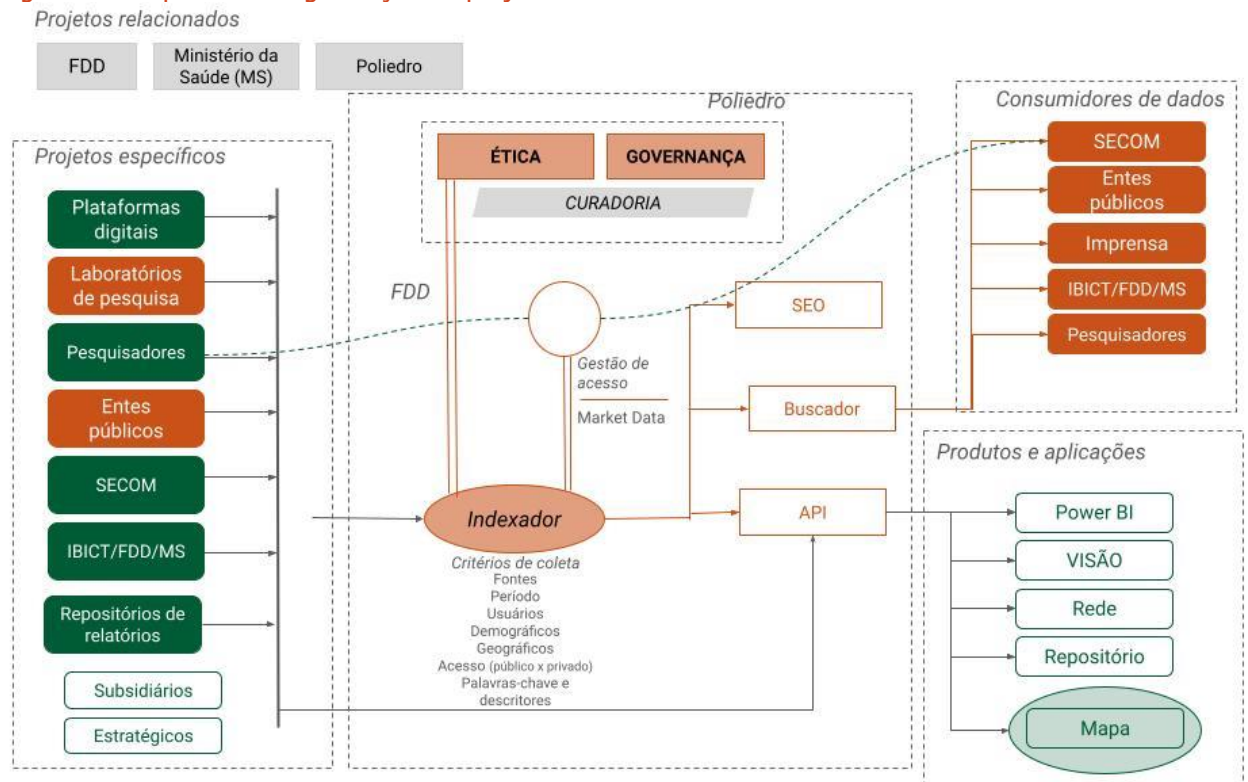 Projetos relacionados
FDD
Ministério da
Saúde (MS)
Poliedro
Projetos específicos
Plataformas
digitais
Laboratórios
de pesquisa
Pesquisadores
Entes
públicos
SECOM
IBICT/FDD/MS
Repositórios de
relatórios
Subsidiários
Estratégicos
Poliedro
ÉTICA
GOVERNANÇA
CURADORIA
FDD
Gestão de
acesso
Market Data
Indexador
Critérios de coleta
Fontes
Período
Usuários
Demográficos
Geográficos
Acesso (público x privado)
Palavras-chave e
descritores
SEO
Buscador
API
Consumidores de dados
SECOM
Entes
públicos
Imprensa
IBICT/FDD/MS
Pesquisadores
Produtos e aplicações
Power BI
VISÃO
Rede
Repositório
Mapa